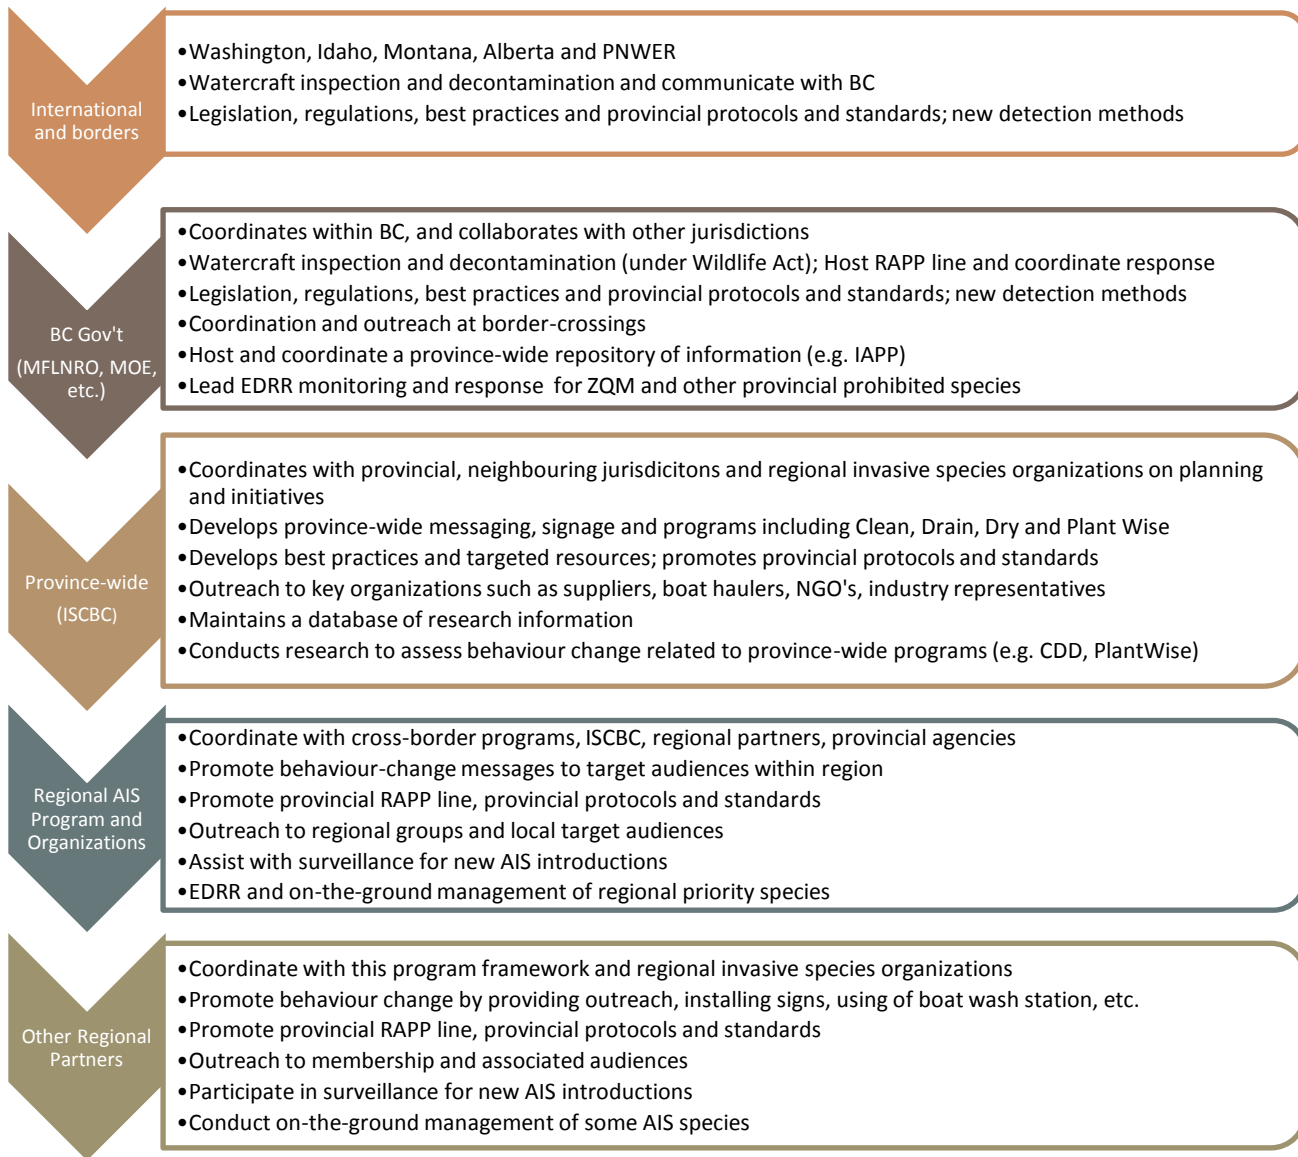 International
and borders
•Washington, Idaho, Montana, Alberta and PNWER
•Watercraft inspection and decontamination and communicate with BC
•Legislation, regulations, best practices and provincial protocols and standards; new detection methods
BC Gov't
(MFLNRO, MOE,
etc.)
•Coordinates within BC, and collaborates with other jurisdictions
•Watercraft inspection and decontamination (under Wildlife Act); Host RAPP line and coordinate response
•Legislation, regulations, best practices and provincial protocols and standards; new detection methods
•Coordination and outreach at border-crossings
•Host and coordinate a province-wide repository of information (e.g. IAPP)
•Lead EDRR monitoring and response for ZQM and other provincial prohibited species
Province-wide
(ISCBC)
•Coordinates with provincial, neighbouring jurisdicitons and regional invasive species organizations on planning
and initiatives
•Develops province-wide messaging, signage and programs including Clean, Drain, Dry and Plant Wise
•Develops best practices and targeted resources; promotes provincial protocols and standards
•Outreach to key organizations such as suppliers, boat haulers, NGO's, industry representatives
•Maintains a database of research information
•Conducts research to assess behaviour change related to province-wide programs (e.g. CDD, PlantWise)
Regional AIS
Program and
Organizations
•Coordinate with cross-border programs, ISCBC, regional partners, provincial agencies
•Promote behaviour-change messages to target audiences within region
•Promote provincial RAPP line, provincial protocols and standards
•Outreach to regional groups and local target audiences
•Assist with surveillance for new AIS introductions
•EDRR and on-the-ground management of regional priority species
Other Regional
Partners
•Coordinate with this program framework and regional invasive species organizations
•Promote behaviour change by providing outreach, installing signs, using of boat wash station, etc.
•Promote provincial RAPP line, provincial protocols and standards
•Outreach to membership and associated audiences
•Participate in surveillance for new AIS introductions
•Conduct on-the-ground management of some AIS species